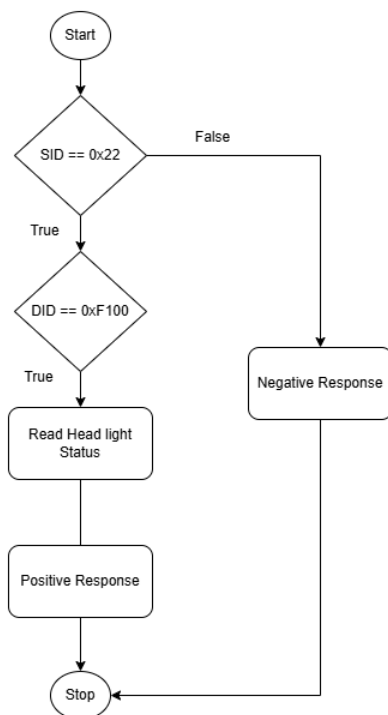 Start
SID == 0x22
False
True
DID == 0xF100
True
Negative Response
Read Head light
Status
Positive Response
Stop